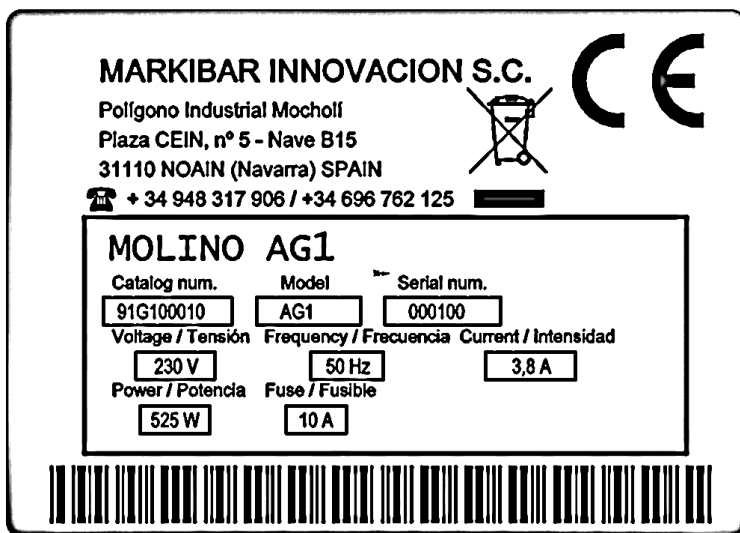 MARKIBAR INNOVACION S.C.
Polígono Industrial Mocholí
Plaza CEIN, nº 5 - Nave B15
31110 NOAIN (Navarra) SPAIN
+ 34 948 317 906 / +34 696 762 125
CE
MOLINO AG1
Catalog num. Model Serial num.
91G100010 AG1 000100
Voltage / Tensión Frequency / Frecuencia Current / Intensidad
230 V 50 Hz 3,8 A
Power / Potencia Fuse / Fusible
525 W 10 A